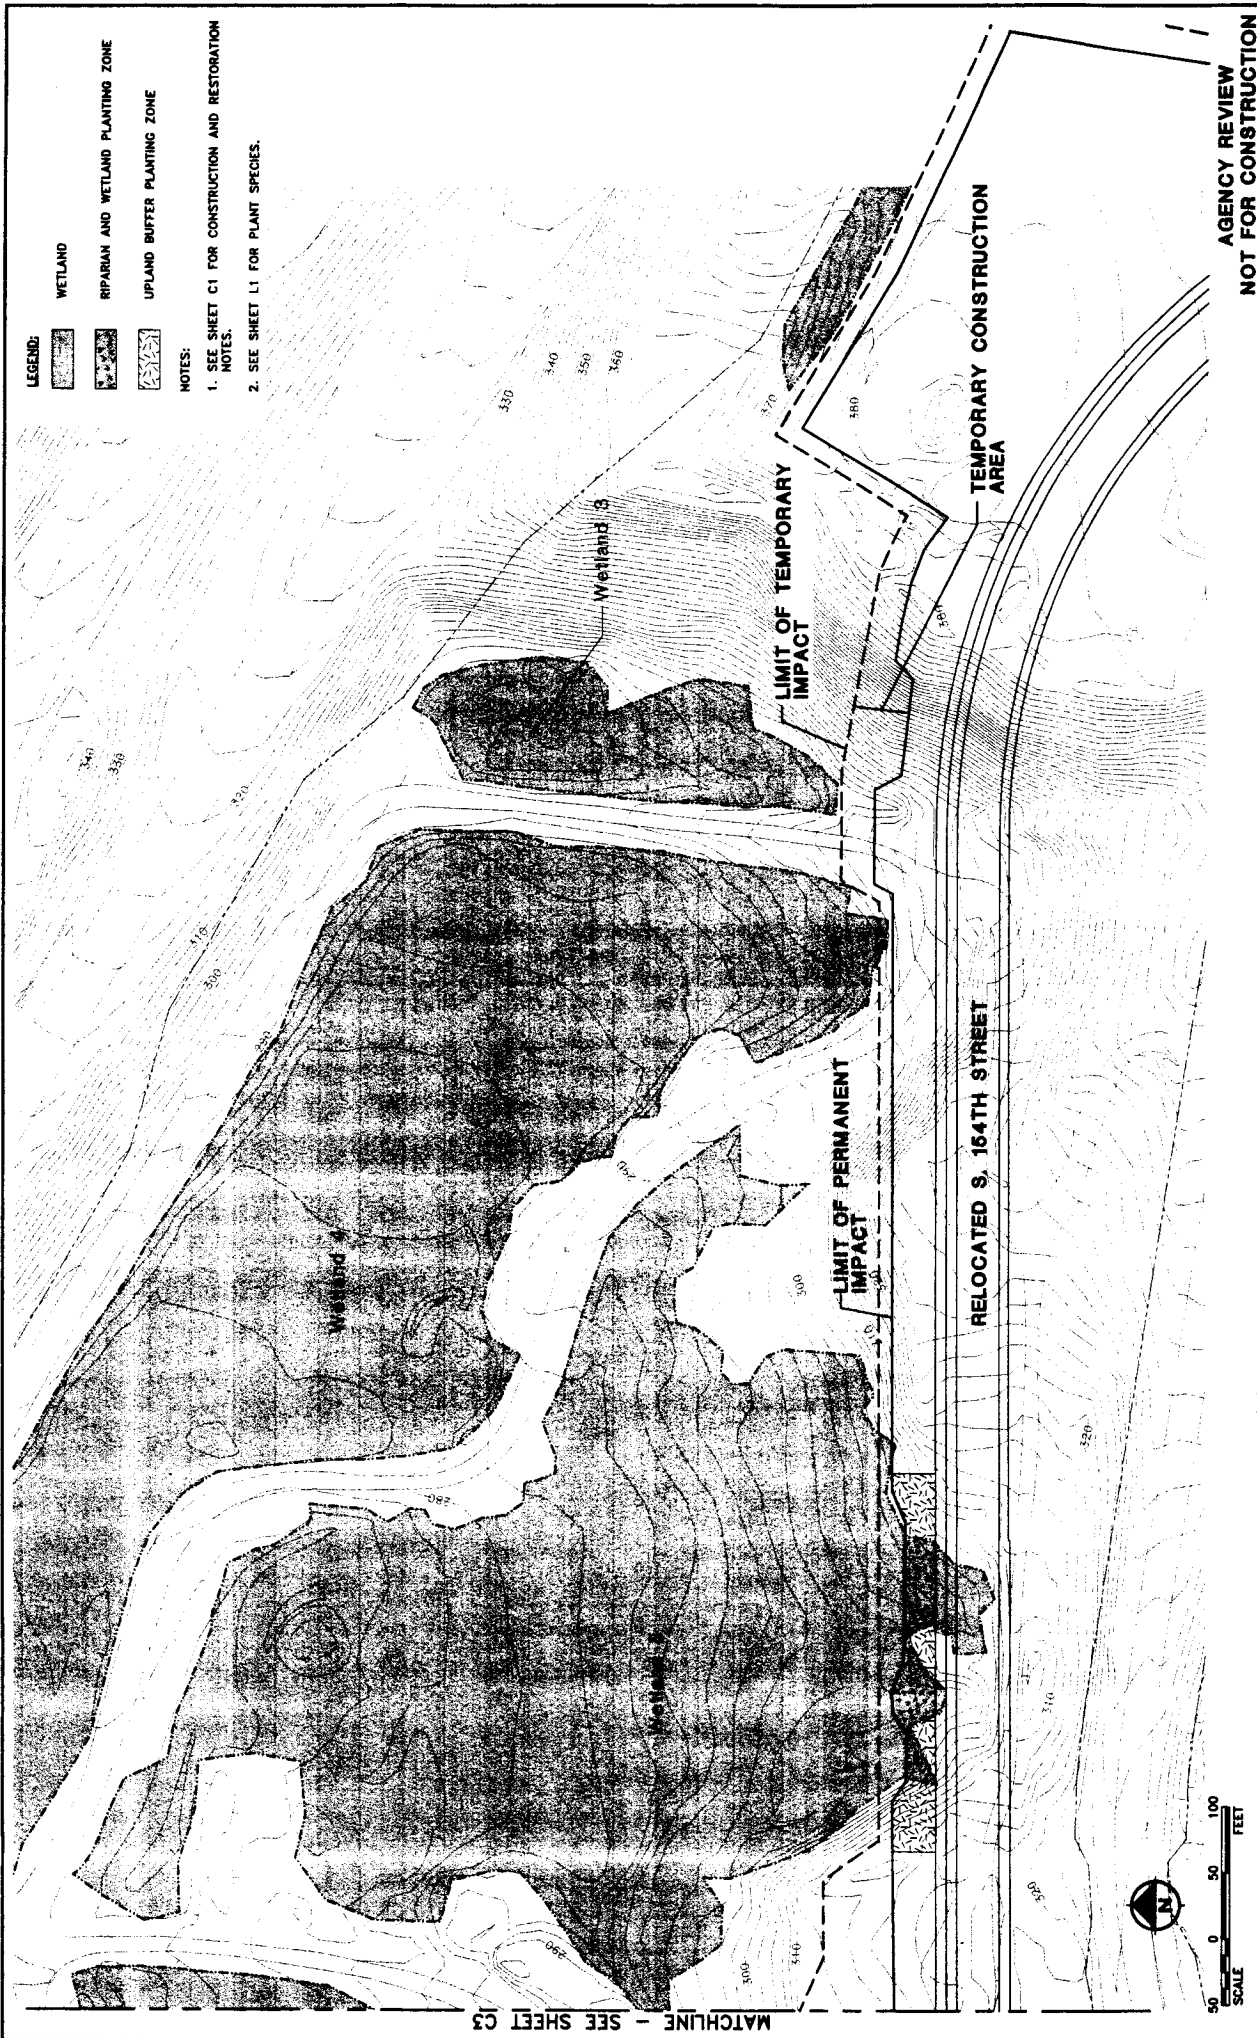 LEGEND:
WETLAND
RIPARIAN AND WETLAND PLANTING ZONE
UPLAND BUFFER PLANTING ZONE
NOTES:
1. SEE SHEET C1 FOR CONSTRUCTION AND RESTORATION
NOTES.
2. SEE SHEET L1 FOR PLANT SPECIES.
340
330
320
310
300
330
340
350
360
370
380
380
Wetland 3
Wetland 4
Wetland
280
290
300
310
300
310
320
310
320
LIMIT OF TEMPORARY
IMPACT
TEMPORARY CONSTRUCTION
AREA
LIMIT OF PERMANENT
IMPACT
RELOCATED S. 154TH STREET
MATCHLINE - SEE SHEET C3
N
50 0 50 100
SCALE FEET
AGENCY REVIEW
NOT FOR CONSTRUCTION